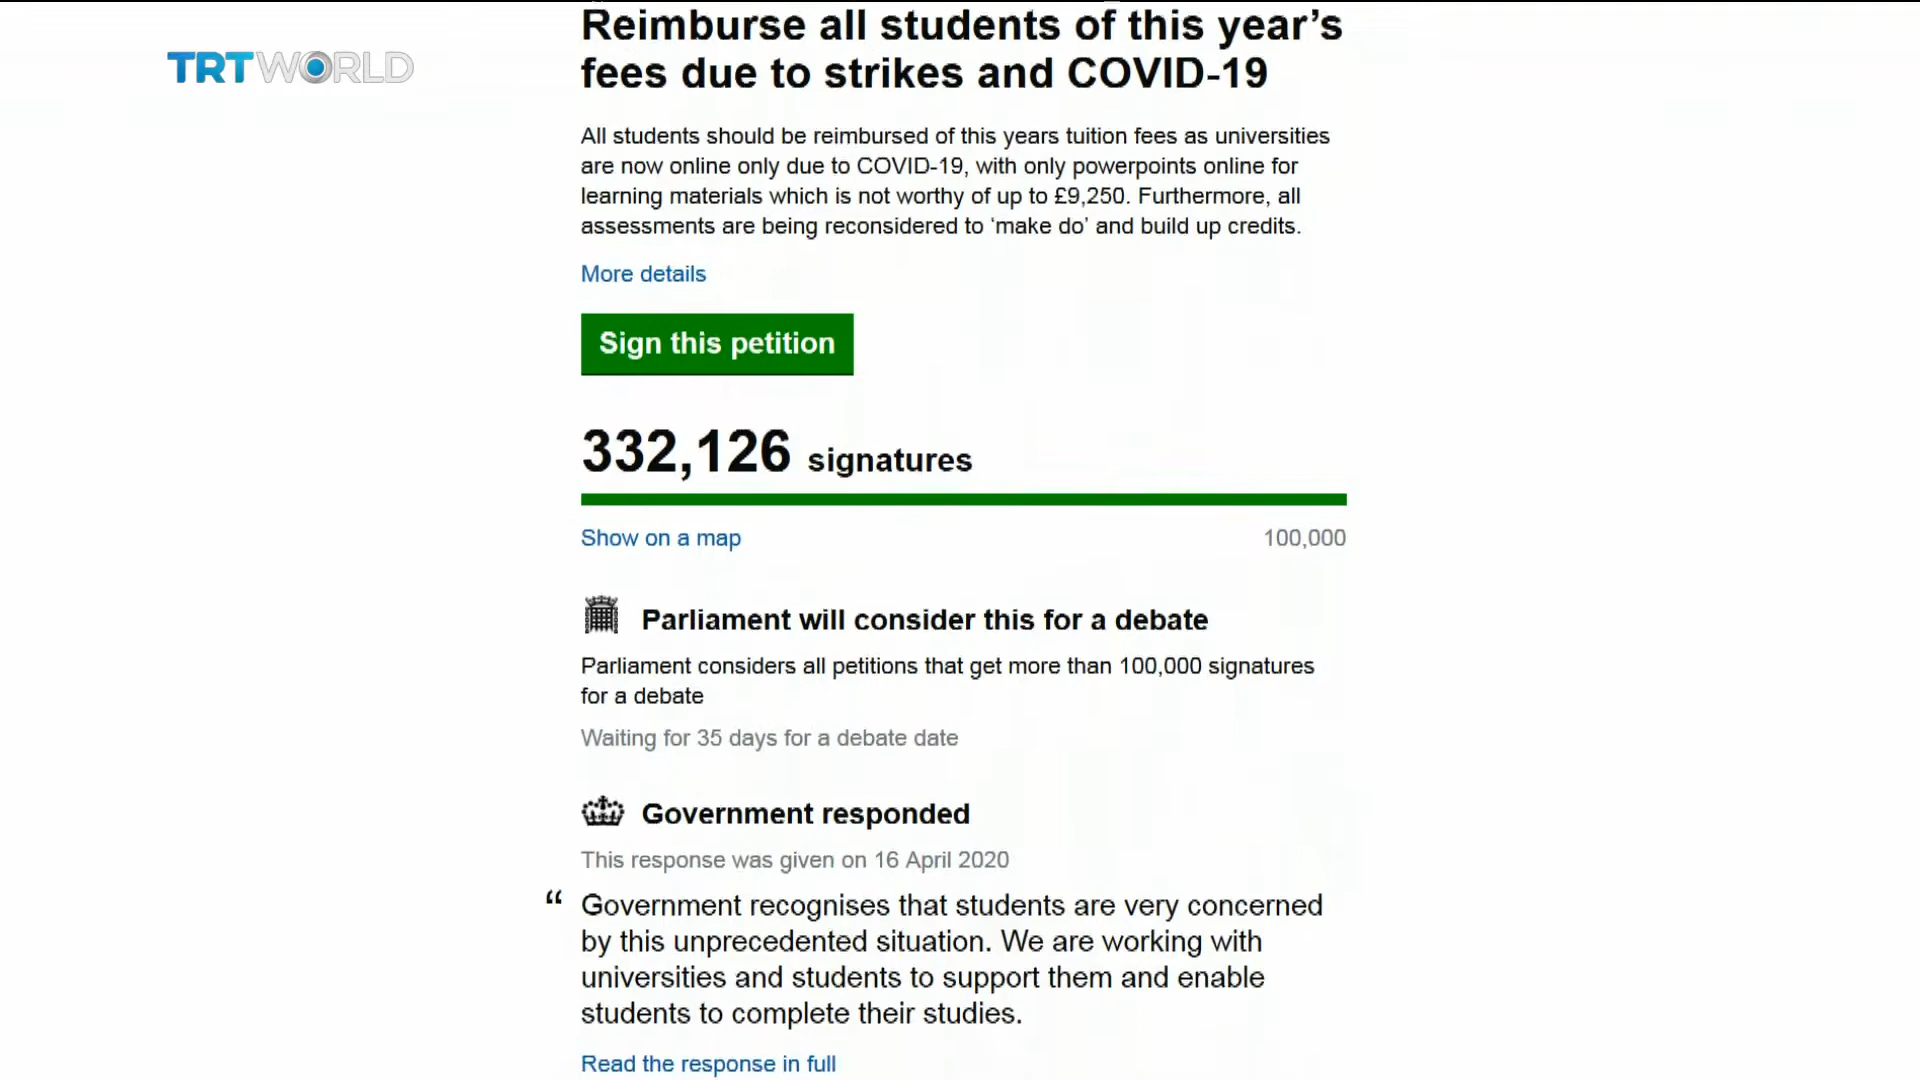 Reimburse all students of this year’s
fees due to strikes and COVID-19
TRT WORLD
All students should be reimbursed of this years tuition fees as universities
are now online only due to COVID-19, with only powerpoints online for
learning materials which is not worthy of up to £9,250. Furthermore, all
assessments are being reconsidered to ‘make do’ and build up credits.
More details
Sign this petition
332,126 signatures
Show on a map 100,000
Parliament will consider this for a debate
Parliament considers all petitions that get more than 100,000 signatures
for a debate
Waiting for 35 days for a debate date
Government responded
This response was given on 16 April 2020
“ Government recognises that students are very concerned
by this unprecedented situation. We are working with
universities and students to support them and enable
students to complete their studies.
Read the response in full